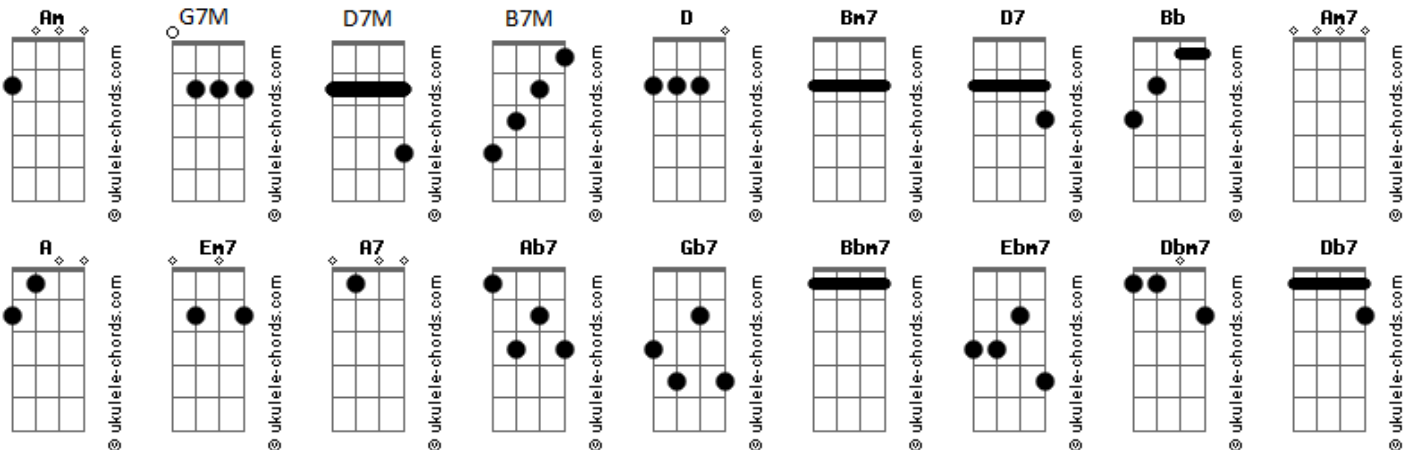 Am G7M D7M B7M D Bm7 D7 Bb Am7
© ukulele-chords.com © ukulele-chords.com © ukulele-chords.com © ukulele-chords.com © ukulele-chords.com © ukulele-chords.com © ukulele-chords.com © ukulele-chords.com © ukulele-chords.com
A Em7 A7 Ab7 Gb7 Bbm7 Ebm7 Dbm7 Db7
© ukulele-chords.com © ukulele-chords.com © ukulele-chords.com © ukulele-chords.com © ukulele-chords.com © ukulele-chords.com © ukulele-chords.com © ukulele-chords.com © ukulele-chords.com